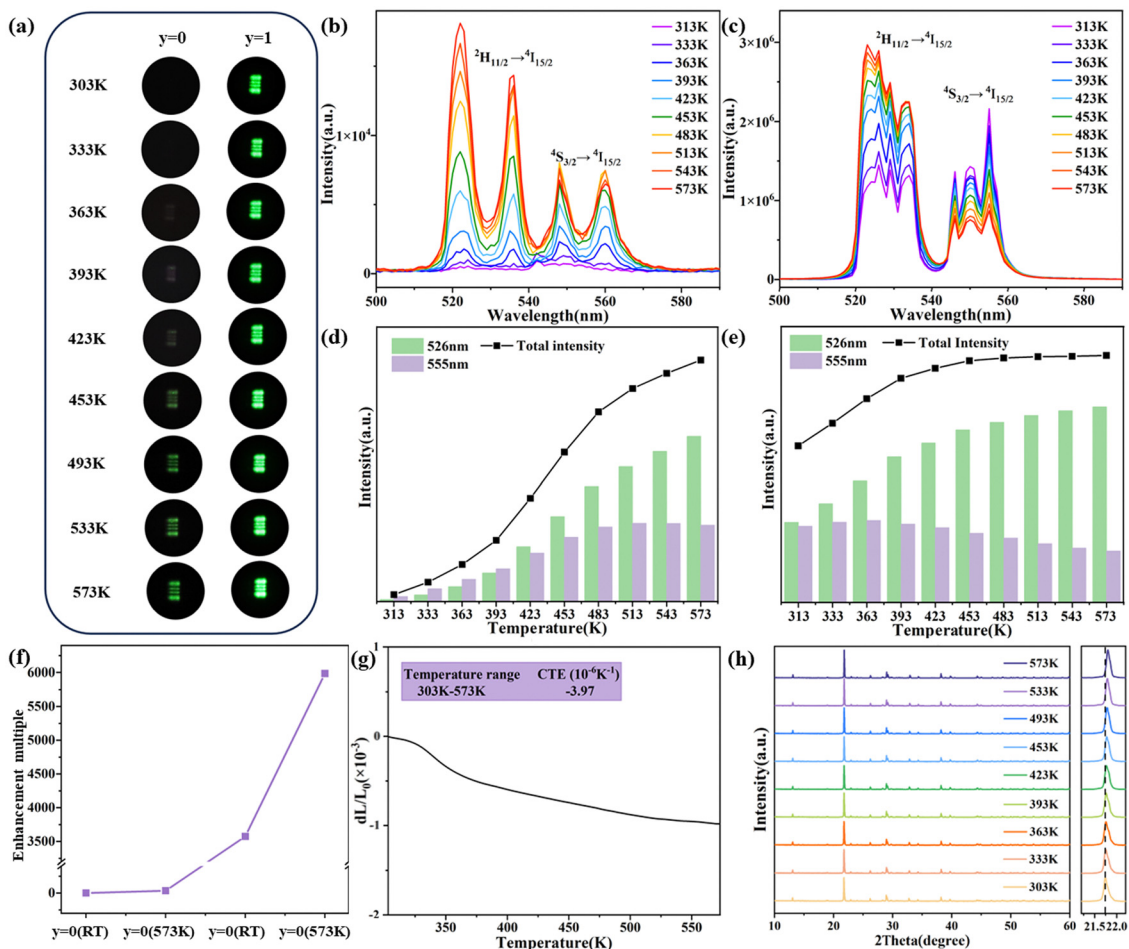 (a)
y=0 y=1
303K
333K
363K
393K
423K
453K
493K
533K
573K
(b)
²H₁₁/₂→⁴I₁₅/₂
⁴S₃/₂→⁴I₁₅/₂
313K
333K
363K
393K
423K
453K
483K
513K
543K
573K
Intensity(a.u.)
1×10⁴
0
500 520 540 560 580
Wavelength(nm)
(c)
²H₁₁/₂→⁴I₁₅/₂
⁴S₃/₂→⁴I₁₅/₂
313K
333K
363K
393K
423K
453K
483K
513K
543K
573K
Intensity(a.u.)
3×10⁶
2×10⁶
1×10⁶
0
500 520 540 560 580
Wavelength(nm)
(d)
526nm
555nm
Total intensity
Intensity(a.u.)
313 333 363 393 423 453 483 513 543 573
Temperature(K)
(e)
526nm
555nm
Total Intensity
Intensity(a.u.)
313 333 363 393 423 453 485 513 543 573
Temperature(K)
(f)
Enhancement multiple
6000
5500
5000
4500
4000
3500
0
y=0(RT) y=0(573K) y=0(RT) y=0(573K)
(g)
Temperature range CTE (10⁻⁶K⁻¹)
303K-573K -3.97
dL/L₀(×10⁻³)
1
0
-1
-2
350 400 450 500 550
Temperature(K)
(h)
573K
533K
493K
453K
423K
393K
363K
333K
303K
Intensity(a.u.)
10 20 30 40 50 60
21.5 22.0
2Theta(degree)